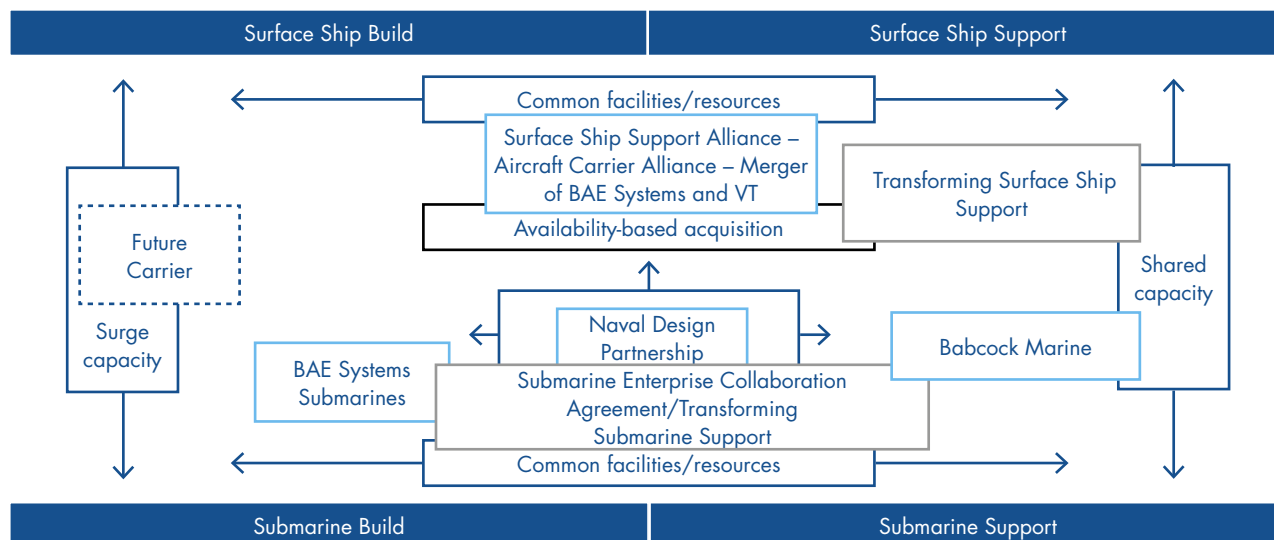 Surface Ship Build
Surface Ship Support
Common facilities/resources
Surface Ship Support Alliance –
Aircraft Carrier Alliance – Merger
of BAE Systems and VT
Transforming Surface Ship
Support
Availability-based acquisition
Future
Carrier
Shared
capacity
Surge
capacity
Naval Design
Partnership
Babcock Marine
BAE Systems
Submarines
Submarine Enterprise Collaboration
Agreement/Transforming
Submarine Support
Common facilities/resources
Submarine Build
Submarine Support